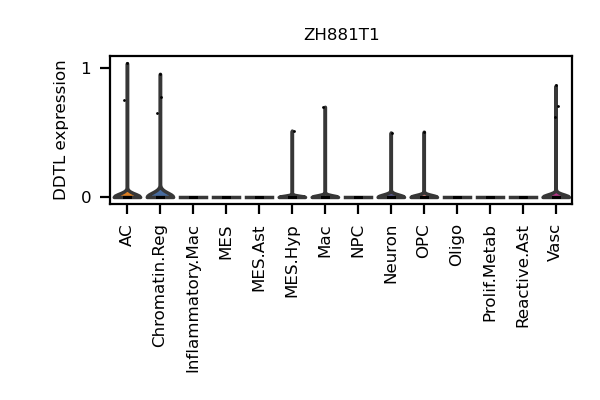 ZH881T1
DDTL expression
1
0
AC
Chromatin.Reg
Inflammatory.Mac
MES
MES.Ast
MES.Hyp
Mac
NPC
Neuron
OPC
Oligo
Prolif.Metab
Reactive.Ast
Vasc